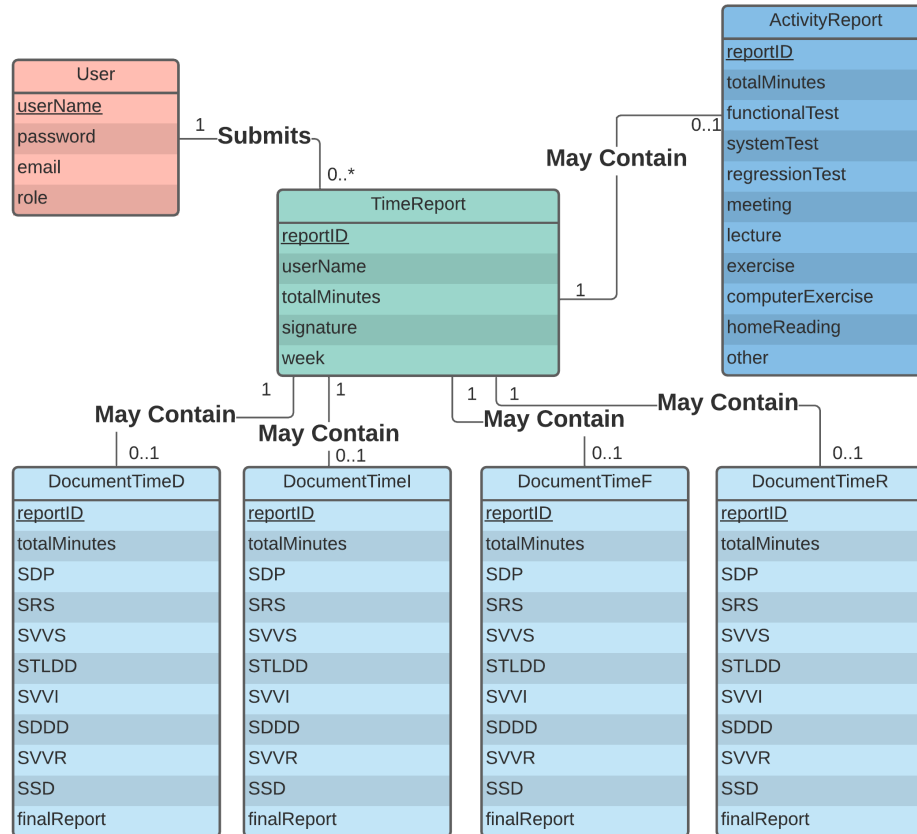 User
userName
password
email
role
1
Submits
0..*
TimeReport
reportID
userName
totalMinutes
signature
week
1
May Contain
0..1
ActivityReport
reportID
totalMinutes
functionalTest
systemTest
regressionTest
meeting
lecture
exercise
computerExercise
homeReading
other
1
May Contain
0..1
1
May Contain
0..1
1
May Contain
0..1
1
May Contain
0..1
DocumentTimeD
reportID
totalMinutes
SDP
SRS
SVVS
STLDD
SVVI
SDDD
SVVR
SSD
finalReport
DocumentTimeI
reportID
totalMinutes
SDP
SRS
SVVS
STLDD
SVVI
SDDD
SVVR
SSD
finalReport
DocumentTimeF
reportID
totalMinutes
SDP
SRS
SVVS
STLDD
SVVI
SDDD
SVVR
SSD
finalReport
DocumentTimeR
reportID
totalMinutes
SDP
SRS
SVVS
STLDD
SVVI
SDDD
SVVR
SSD
finalReport